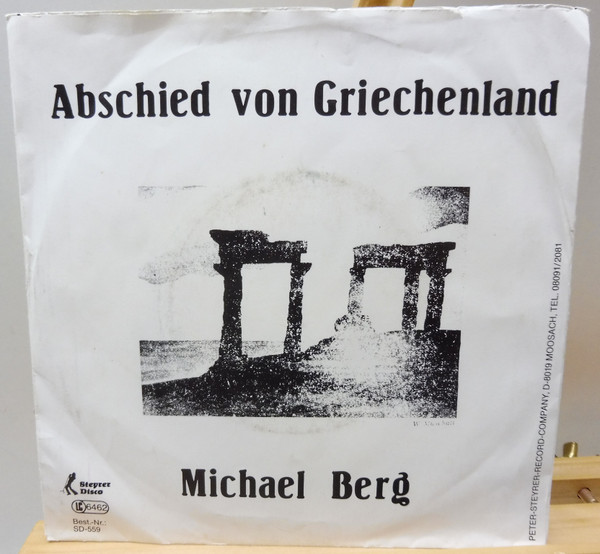 Abschied von Griechenland
PETER-STEYRER-RECORD-COMPANY, D-8019 MOOSACH, TEL. 08091/2081
Michael Berg
Steyrer
Disco
LC 6462
Best.-Nr.:
SD-559